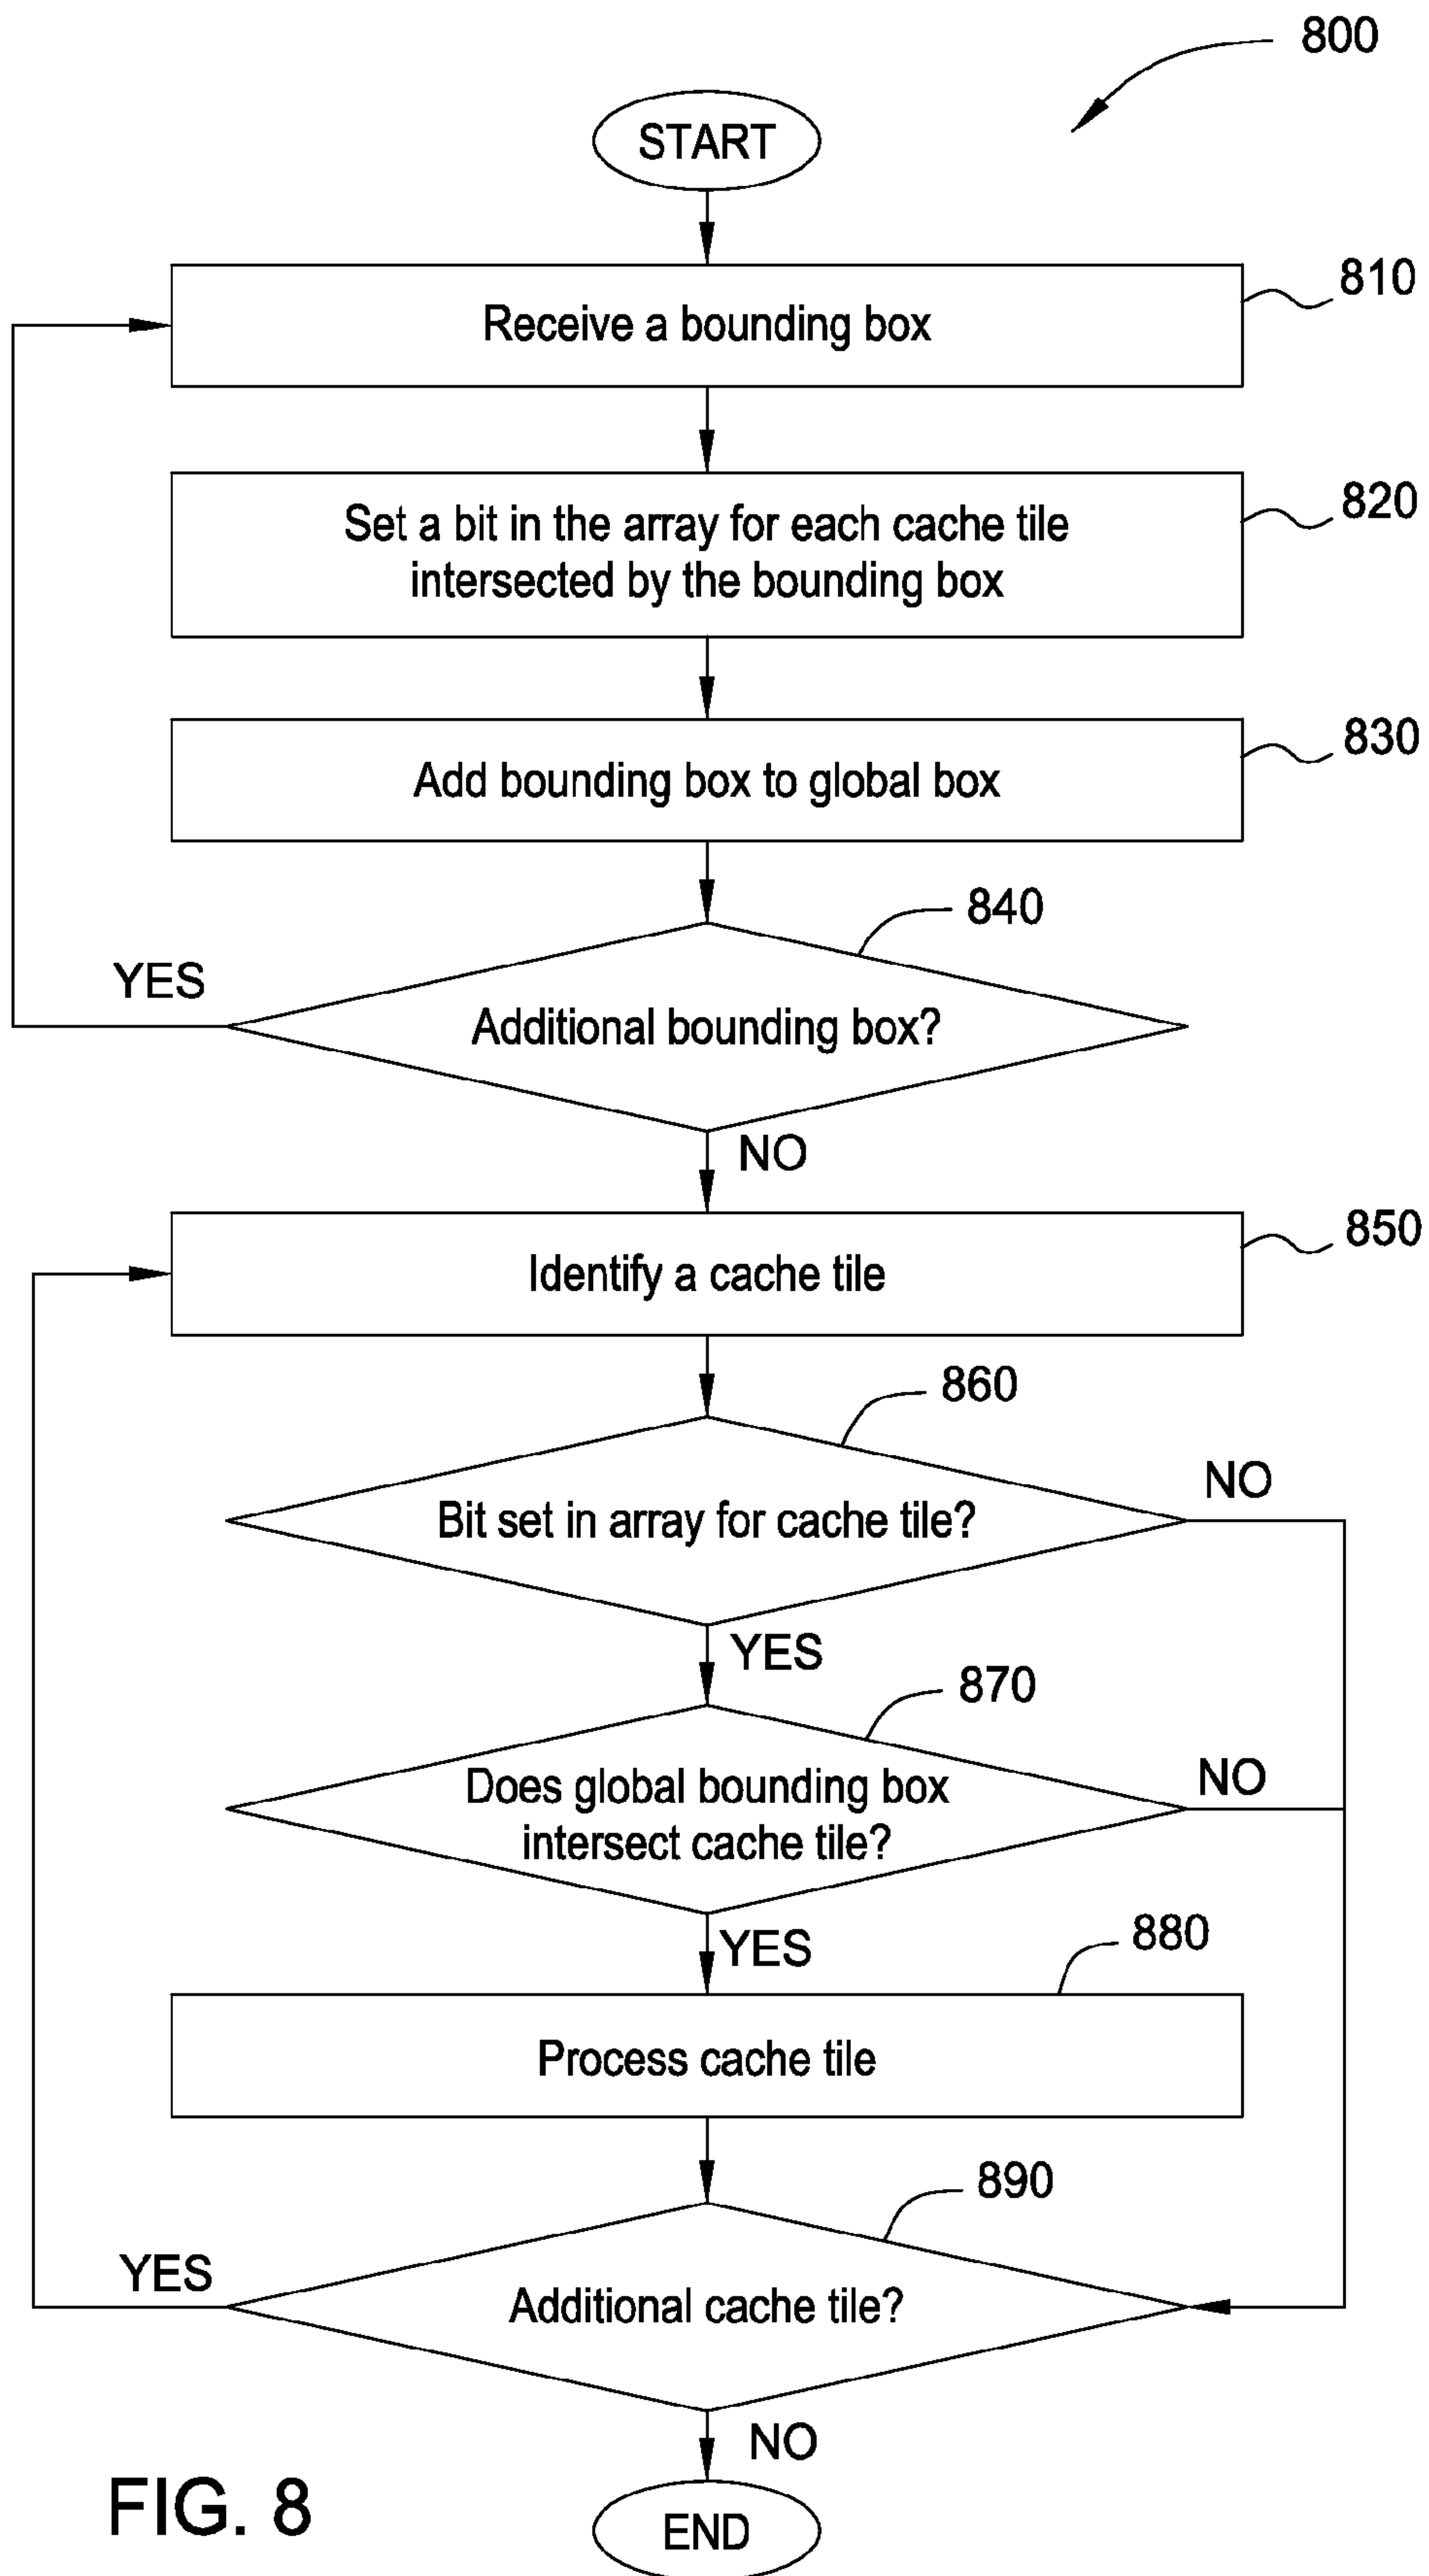 800
START
810
Receive a bounding box
820
Set a bit in the array for each cache tile
intersected by the bounding box
830
Add bounding box to global box
840
YES
Additional bounding box?
NO
850
Identify a cache tile
860
NO
Bit set in array for cache tile?
YES
870
NO
Does global bounding box
intersect cache tile?
YES
880
Process cache tile
890
YES
Additional cache tile?
NO
FIG. 8
END